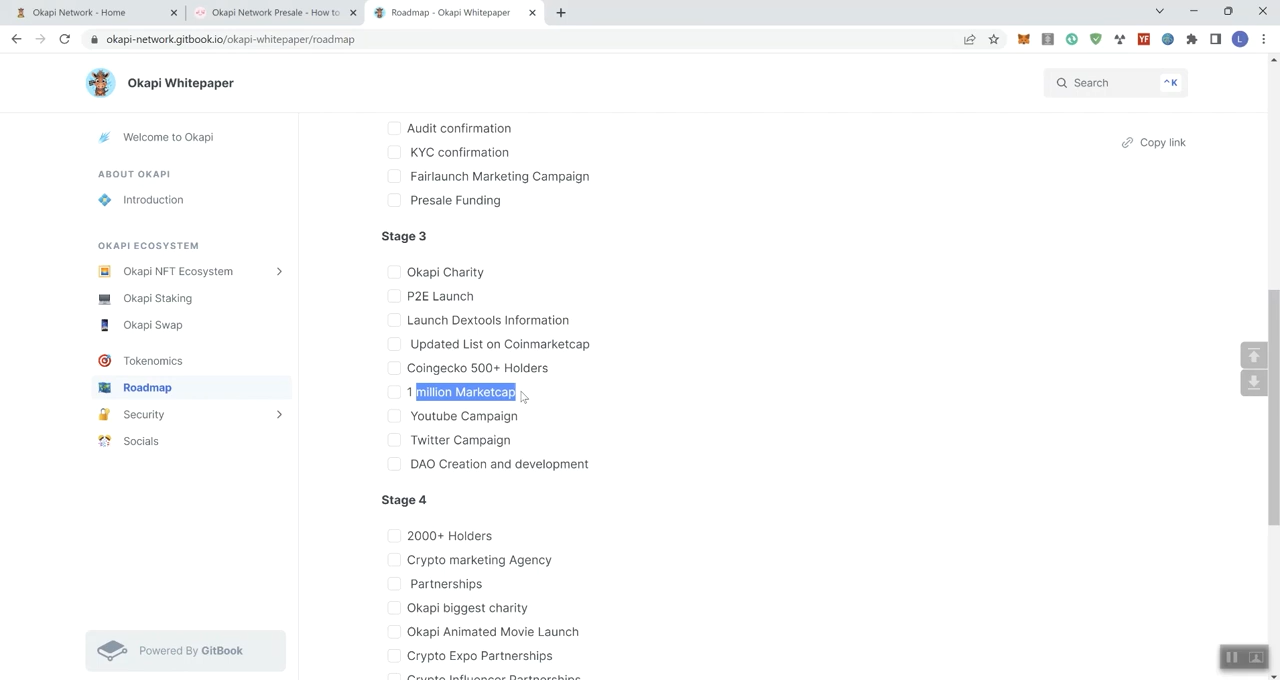 Okapi Network - Home
Okapi Network Presale - How to
Roadmap - Okapi Whitepaper
okapi-network.gitbook.io/okapi-whitepaper/roadmap
YF
L
Okapi Whitepaper
Search
^K
Welcome to Okapi
ABOUT OKAPI
Introduction
OKAPI ECOSYSTEM
Okapi NFT Ecosystem
Okapi Staking
Okapi Swap
Tokenomics
Roadmap
Security
Socials
Powered By GitBook
Audit confirmation
KYC confirmation
Fairlaunch Marketing Campaign
Presale Funding
Stage 3
Okapi Charity
P2E Launch
Launch Dextools Information
Updated List on Coinmarketcap
Coingecko 500+ Holders
1 million Marketcap
Youtube Campaign
Twitter Campaign
DAO Creation and development
Stage 4
2000+ Holders
Crypto marketing Agency
Partnerships
Okapi biggest charity
Okapi Animated Movie Launch
Crypto Expo Partnerships
Crypto Influencer Partnerships
Copy link